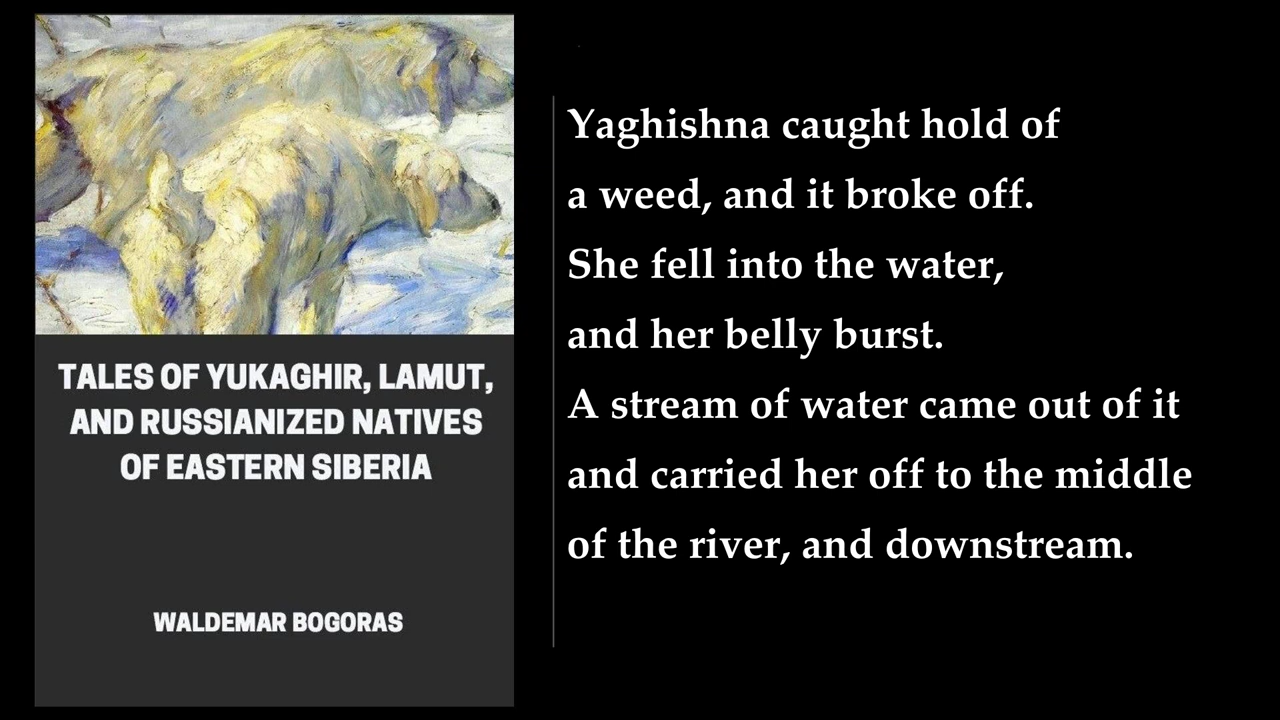 TALES OF YUKAGHIR, LAMUT,
AND RUSSIANIZED NATIVES
OF EASTERN SIBERIA
WALDEMAR BOGORAS
Yaghishna caught hold of
a weed, and it broke off.
She fell into the water,
and her belly burst.
A stream of water came out of it
and carried her off to the middle
of the river, and downstream.